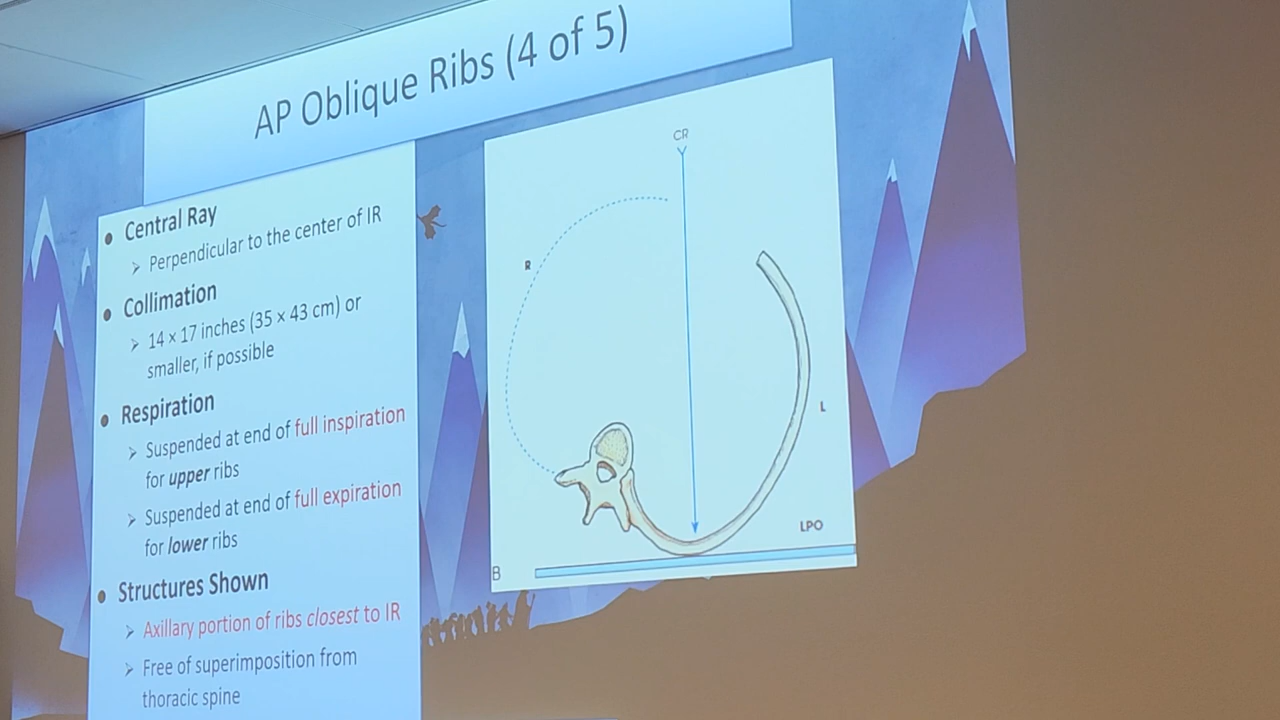 AP Oblique Ribs (4 of 5)
● Central Ray
➢ Perpendicular to the center of IR
● Collimation
➢ 14 × 17 inches (35 × 43 cm) or
smaller, if possible
● Respiration
➢ Suspended at end of full inspiration
for upper ribs
➢ Suspended at end of full expiration
for lower ribs
● Structures Shown
➢ Axillary portion of ribs closest to IR
➢ Free of superimposition from
thoracic spine
CR
R
L
LPO
B